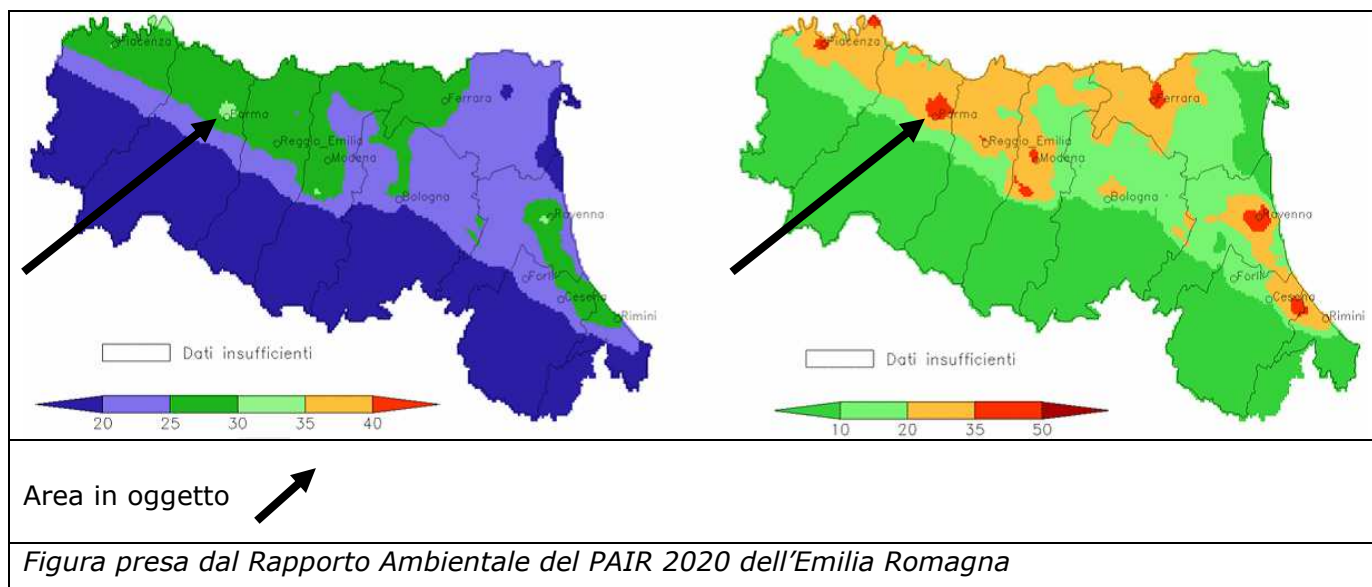 Piacenza
Parma
Ferrara
Reggio_Emilia
Modena
Bologna
Ravenna
Forlì
Cesena
Rimini
Dati insufficienti
20 25 30 35 40
Piacenza
Parma
Ferrara
Reggio_Emilia
Modena
Bologna
Ravenna
Forlì
Cesena
Rimini
Dati insufficienti
10 20 35 50
Area in oggetto
Figura presa dal Rapporto Ambientale del PAIR 2020 dell’Emilia Romagna